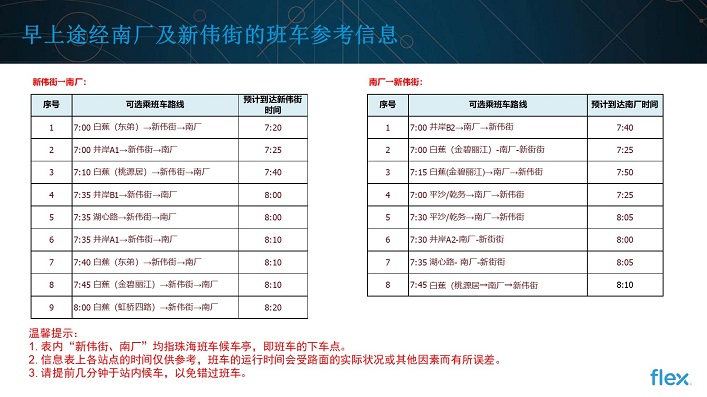 早上途经南厂及新伟街的班车参考信息
新伟街→南厂:
序号 可选乘班车路线 预计到达新伟街时间
1 7:00 白蕉（东弟）→新伟街→南厂 7:20
2 7:00 井岸A1→新伟街→南厂 7:25
3 7:10 白蕉（桃源居）→新伟街→南厂 7:40
4 7:35 井岸B1→新伟街→南厂 8:00
5 7:35 湖心路→新伟街→南厂 8:00
6 7:35 井岸A1→新伟街→南厂 8:10
7 7:40 白蕉（东弟）→新伟街→南厂 8:10
8 7:45 白蕉（金碧丽江）→新伟街→南厂 8:10
9 8:00 白蕉（虹桥四路）→新伟街→南厂 8:20
南厂→新伟街:
序号 可选乘班车路线 预计到达南厂时间
1 7:00 井岸B2→南厂→新伟街 7:40
2 7:00 白蕉（金碧丽江）-南厂-新街街 7:25
3 7:15 白蕉(金碧丽江)→南厂→新伟街 7:50
4 7:00 平沙/乾务→南厂→新伟街 7:25
5 7:30 平沙/乾务→南厂→新伟街 8:05
6 7:30 井岸A2-南厂-新街街 8:00
7 7:35 湖心路- 南厂-新街街 8:05
8 7:45 白蕉（桃源居→南厂→新伟街 8:10
温馨提示:
1. 表内“新伟街、南厂”均指珠海班车候车亭，即班车的下车点。
2. 信息表上各站点的时间仅供参考，班车的运行时间会受路面的实际状况或其他因素而有所误差。
3. 请提前几分钟于站内候车，以免错过班车。
flex